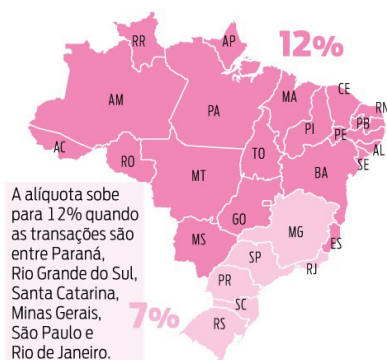 RR
AP
12%
AM
PA
MA
CE
RN
PB
PI
PE
AL
SE
AC
RO
TO
BA
MT
GO
MG
ES
MS
SP
RJ
PR
SC
RS
7%
A alíquota sobe
para 12% quando
as transações são
entre Paraná,
Rio Grande do Sul,
Santa Catarina,
Minas Gerais,
São Paulo e
Rio de Janeiro.